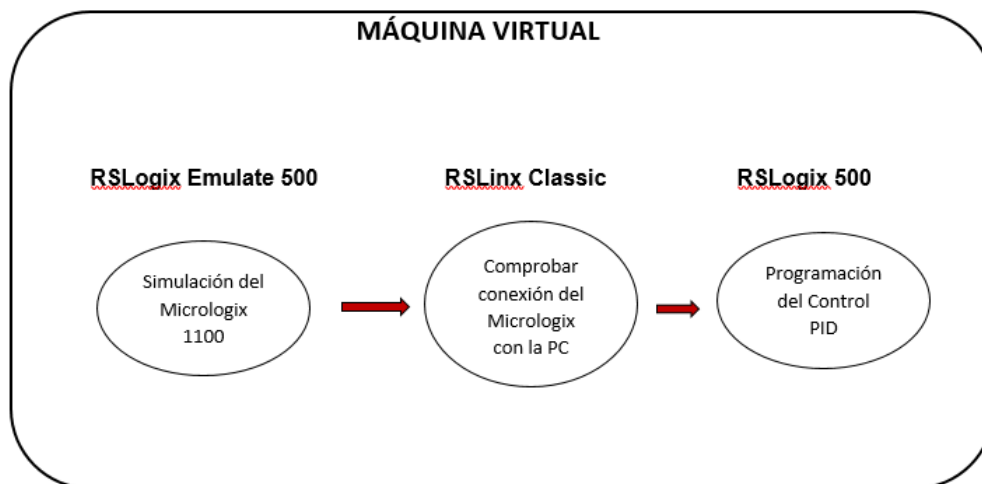 MÁQUINA VIRTUAL
RSLogix Emulate 500
RSLinx Classic
RSLogix 500
Simulación del
Micrologix
1100
Comprobar
conexión del
Micrologix
con la PC
Programación
del Control
PID